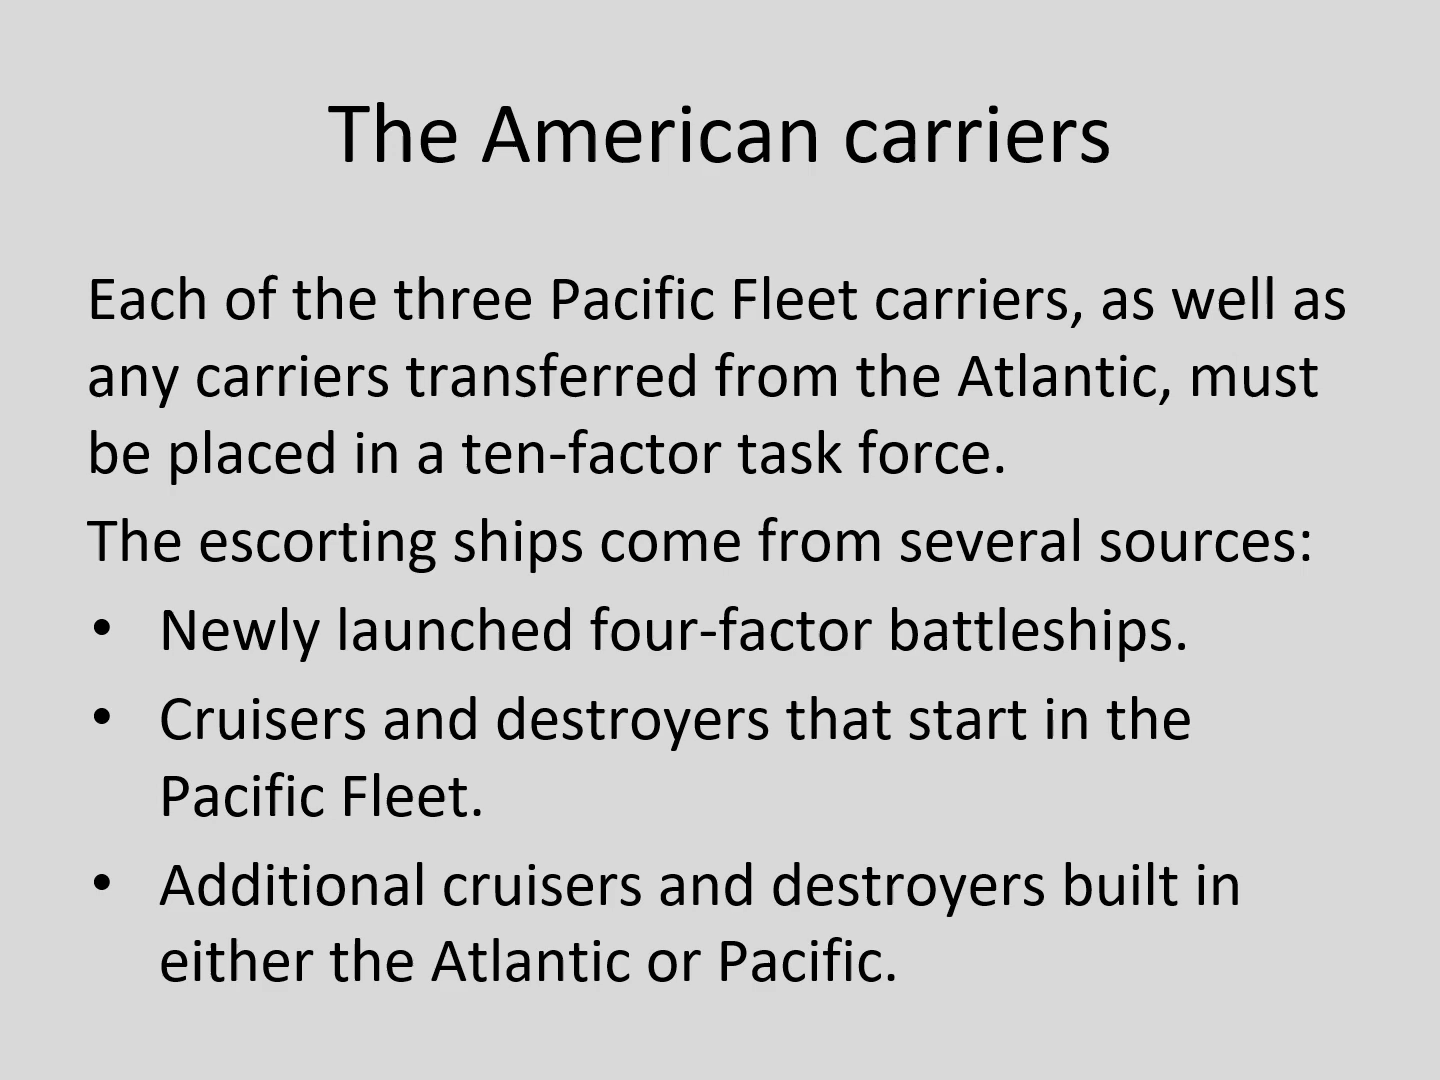 The American carriers
Each of the three Pacific Fleet carriers, as well as
any carriers transferred from the Atlantic, must
be placed in a ten-factor task force.
The escorting ships come from several sources:
• Newly launched four-factor battleships.
• Cruisers and destroyers that start in the
Pacific Fleet.
• Additional cruisers and destroyers built in
either the Atlantic or Pacific.